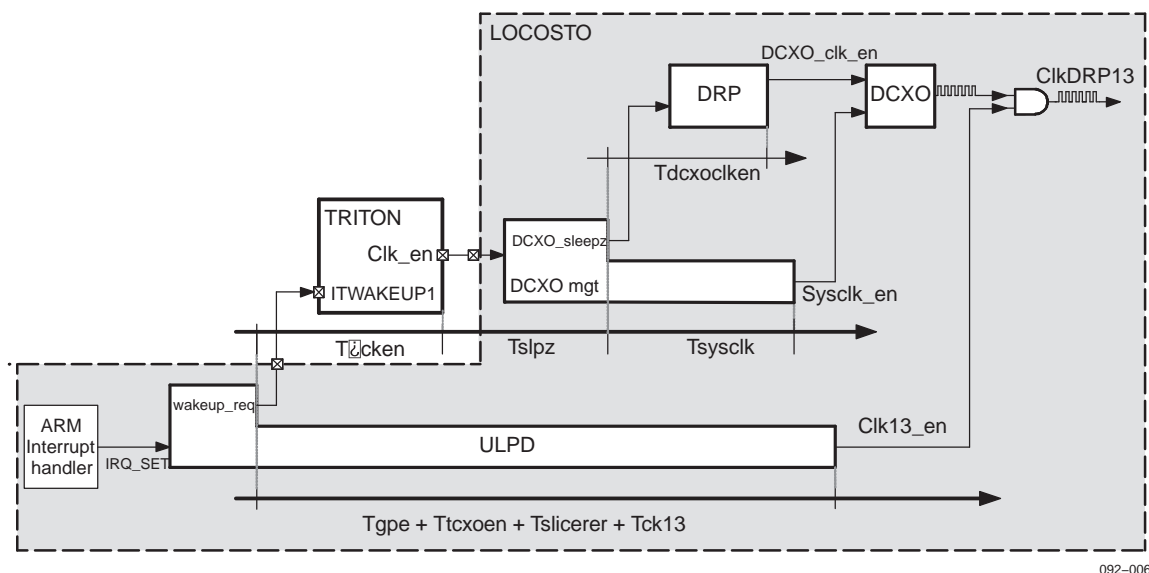 LOCOSTO
DCXO_clk_en
DRP
DCXO
ClkDRP13
Tdcxoclken
TRITON
Clk_en
ITWAKEUP1
DCXO_sleepz
DCXO mgt
Sysclk_en
T¿cken
Tslpz
Tsysclk
wakeup_req
ARM
Interrupt
handler
IRQ_SET
ULPD
Clk13_en
Tgpe + Ttcxoen + Tslicerer + Tck13
092–006